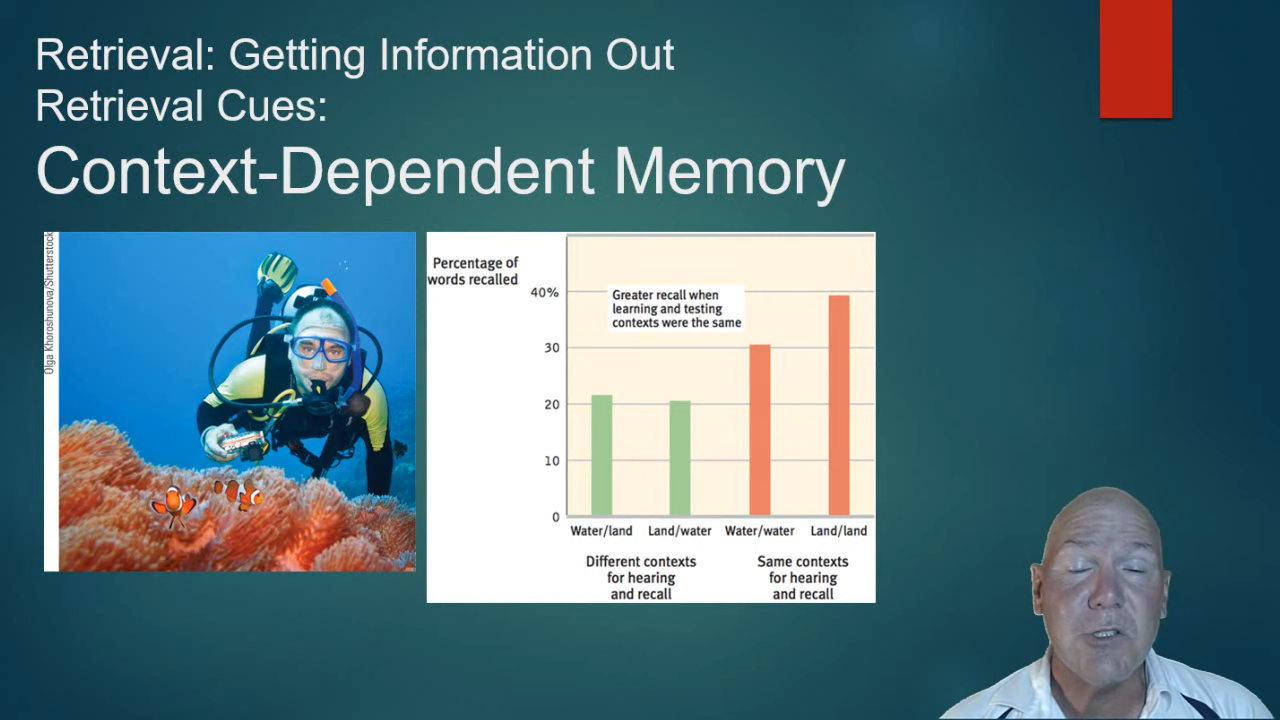 Retrieval: Getting Information Out
Retrieval Cues:
Context-Dependent Memory
Olga Khoroshunova/Shutterstock
Percentage of
words recalled
40%
30
20
10
0
Greater recall when
learning and testing
contexts were the same
Water/land
Land/water
Water/water
Land/land
Different contexts
for hearing
and recall
Same contexts
for hearing
and recall